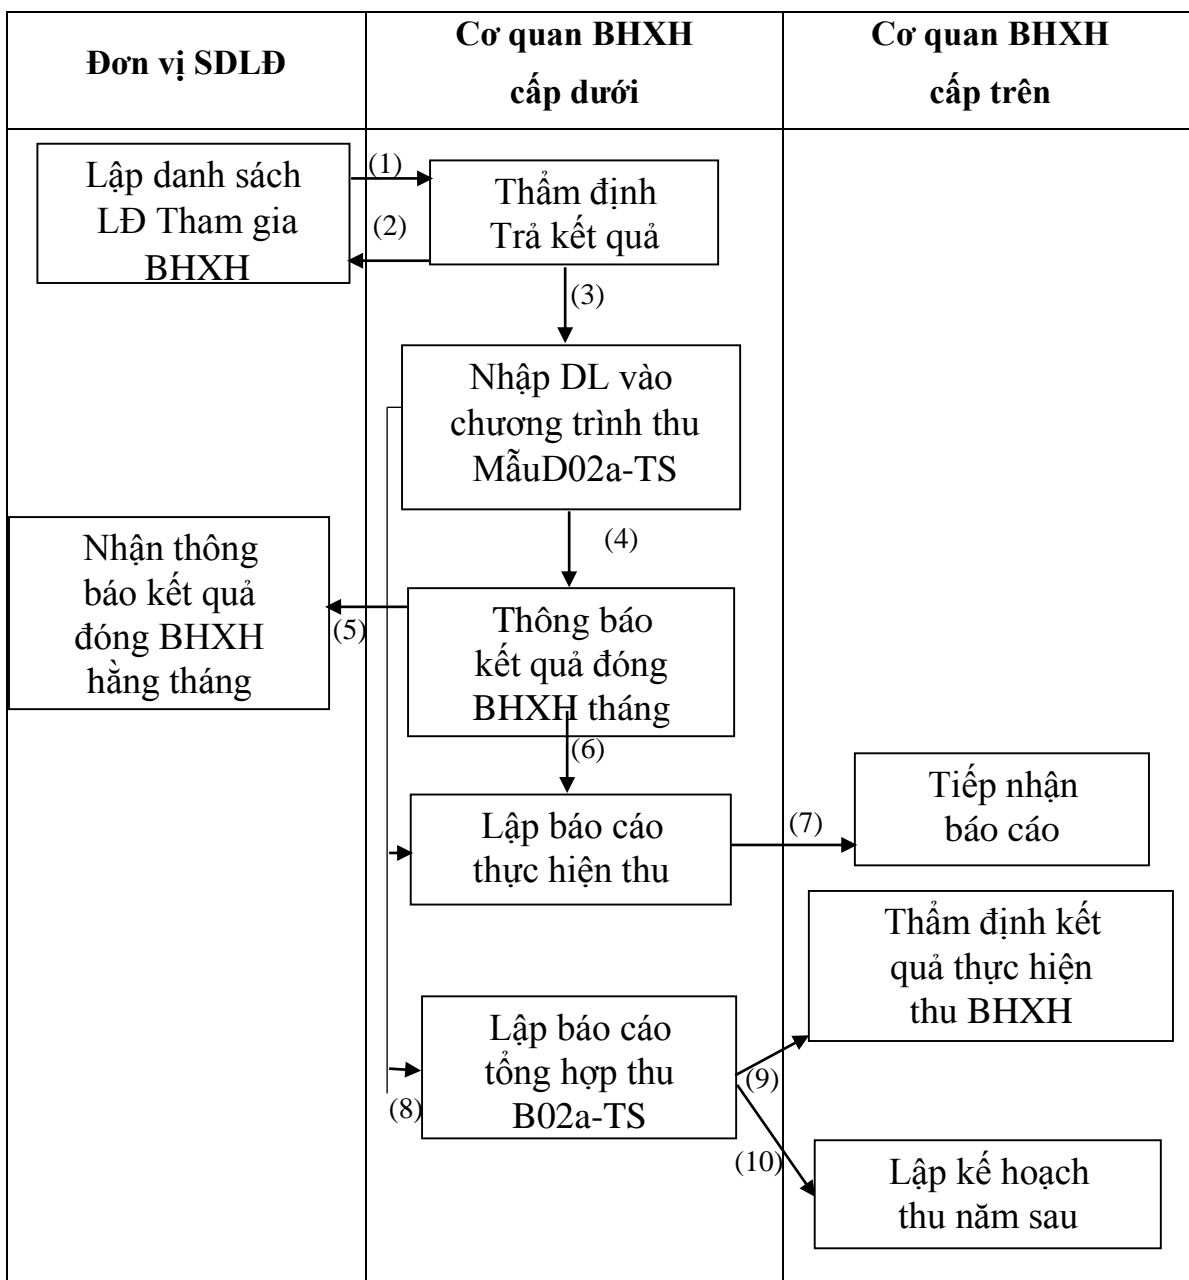 Đơn vị SDLĐ
Cơ quan BHXH
cấp dưới
Cơ quan BHXH
cấp trên
Lập danh sách
LĐ Tham gia
BHXH
(1)
(2)
Thẩm định
Trả kết quả
(3)
Nhập DL vào
chương trình thu
MẫuD02a-TS
(4)
Nhận thông
báo kết quả
đóng BHXH
hằng tháng
(5)
Thông báo
kết quả đóng
BHXH tháng
(6)
Lập báo cáo
thực hiện thu
(7)
Tiếp nhận
báo cáo
Thẩm định kết
quả thực hiện
thu BHXH
(8)
Lập báo cáo
tổng hợp thu
B02a-TS
(9)
(10)
Lập kế hoạch
thu năm sau